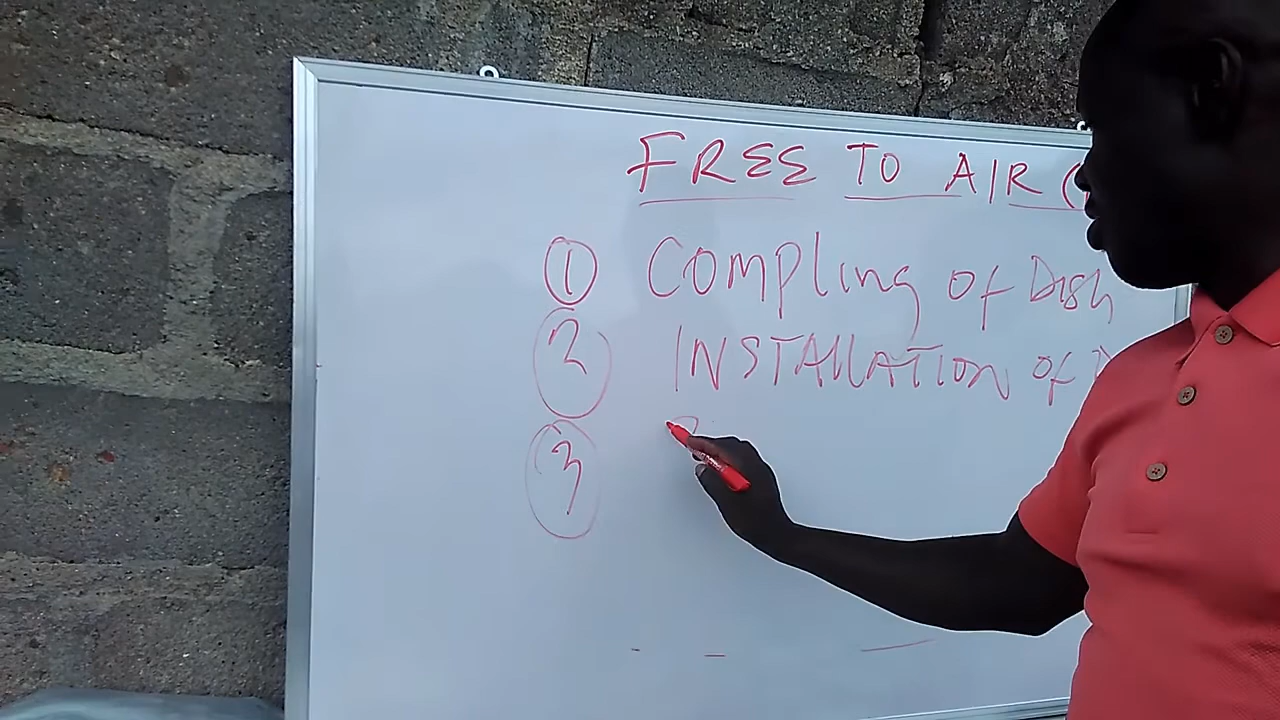 FREE TO AIR (
① Compling of Dish
② INSTALLATION of D
③